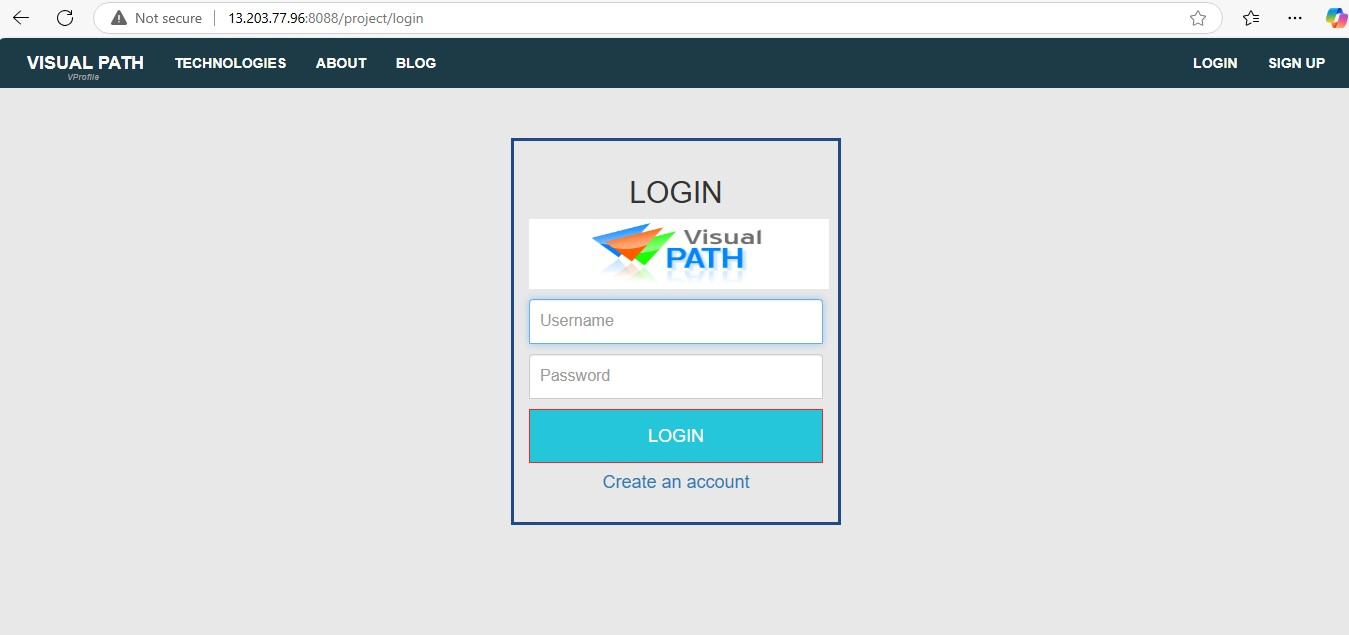 Not secure 13.203.77.96:8088/project/login
VISUAL PATH TECHNOLOGIES ABOUT BLOG LOGIN SIGN UP
VProfile
LOGIN
Visual
PATH
Username
Password
LOGIN
Create an account